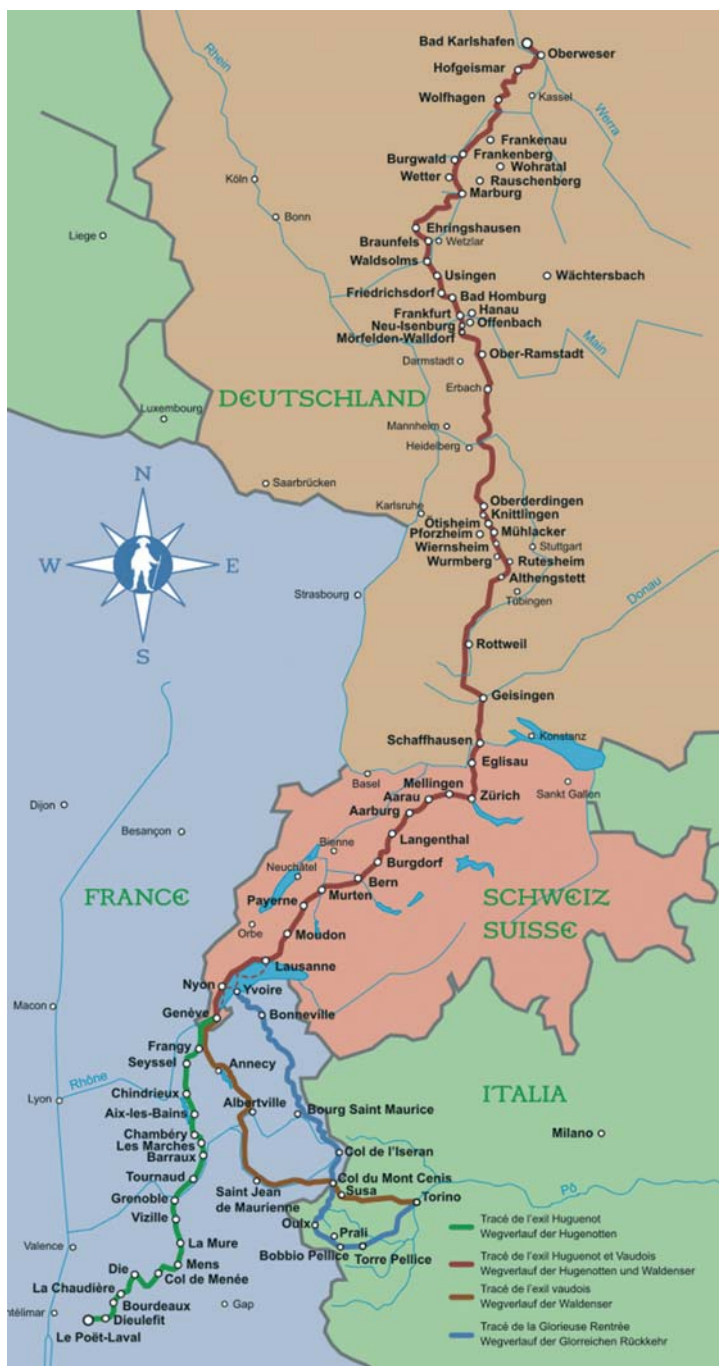 Bad Karlshafen
Oberweser
Hofgeismar
Rhein
Wolfhagen
Kassel
Werra
Frankenau
Burgwald
Frankenberg
Wohratal
Köln
Wetter
Rauschenberg
Marburg
Bonn
Ehringshausen
Liege
Braunfels
Wetzlar
Waldsolms
Usingen
Wächtersbach
Friedrichsdorf
Bad Homburg
Hanau
Frankfurt
Offenbach
Neu-Isenburg
Mörfelden-Walldorf
Main
Ober-Ramstadt
Darmstadt
Erbach
DEUTSCHLAND
Luxembourg
Mannheim
Heidelberg
Saarbrücken
N
Karlsruhe
Oberderdingen
Knittlingen
Ötisheim
Mühlacker
Pforzheim
Wiernsheim
Stuttgart
W
E
Wurmberg
Rutesheim
Althengstett
Donau
Strasbourg
Tübingen
S
Rottweil
Geisingen
Schaffhausen
Konstanz
Eglisau
Basel
Mellingen
Sankt Gallen
Dijon
Aarau
Zürich
Aarburg
Besançon
Langenthal
Bienne
Burgdorf
Neuchâtel
Bern
FRANCE
Murten
SCHWEIZ
SUISSE
Payerne
Orbe
Moudon
Lausanne
Nyon
Yvoire
Macon
Genève
Bonneville
Frangy
Seyssel
Annecy
Rhône
Chindrieux
ITALIA
Lyon
Aix-les-Bains
Albertville
Bourg Saint Maurice
Chambéry
Milano
Les Marches
Barraux
Col de l'Iseran
Tournaud
Col du Mont Cenis
Pô
Saint Jean
de Maurienne
Susa
Torino
Grenoble
Vizille
Oulx
Prali
La Mure
Bobbio Pellice
Torre Pellice
Valence
Mens
Die
Col de Menée
La Chaudière
Bourdeaux
Gap
ntélimar
Dieulefit
Le Poët-Laval
Tracé de l'exil Huguenot
Wegverlauf der Hugenotten
Tracé de l'exil Huguenot et Vaudois
Wegverlauf der Hugenotten und Waldenser
Tracé de l'exil vaudois
Wegverlauf der Waldenser
Tracé de la Glorieuse Rentrée
Wegverlauf der Glorreichen Rückkehr